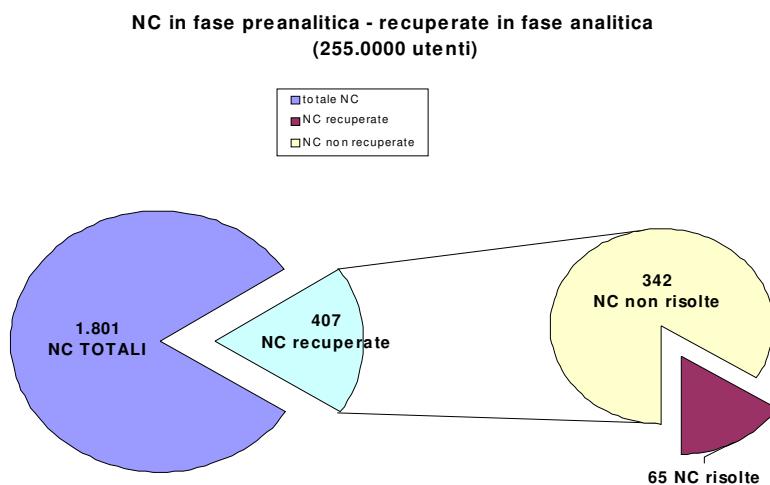 NC in fase preanalitica - recuperate in fase analitica
(255.0000 utenti)
totale NC
NC recuperate
NC non recuperate
1.801
NC TOTALI
407
NC recuperate
342
NC non risolte
65 NC risolte